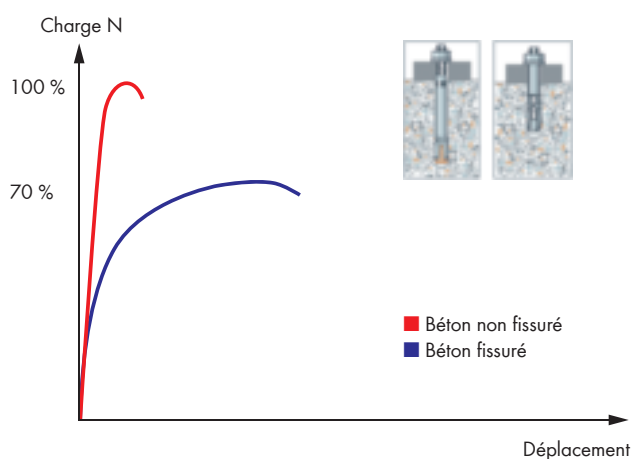 Charge N
100 %
70 %
Béton non fissuré
Béton fissuré
Déplacement